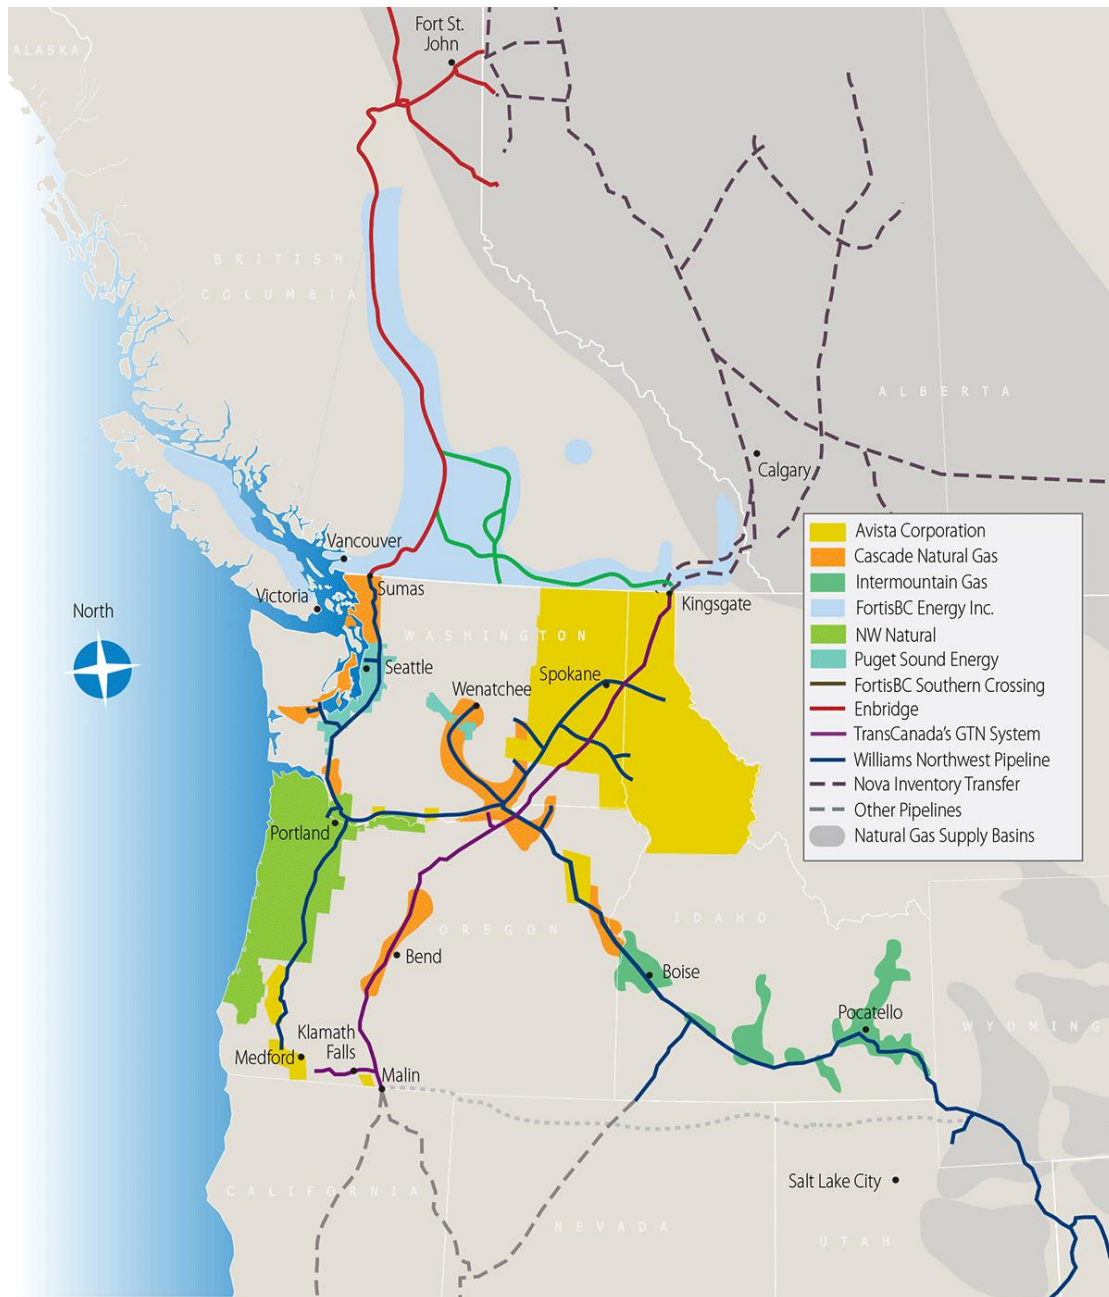 Fort St.
John
ALASKA
BRITISH
COLUMBIA
ALBERTA
Calgary
Vancouver
Sumas
Victoria
Kingsgate
North
WASHINGTON
Seattle
Spokane
Wenatchee
Avista Corporation
Cascade Natural Gas
Intermountain Gas
FortisBC Energy Inc.
NW Natural
Puget Sound Energy
FortisBC Southern Crossing
Enbridge
TransCanada's GTN System
Williams Northwest Pipeline
Nova Inventory Transfer
Other Pipelines
Natural Gas Supply Basins
Portland
IDAHO
OREGON
Bend
Boise
Pocatello
WYOMING
Klamath
Falls
Medford
Malin
Salt Lake City
CALIFORNIA
NEVADA
UTAH